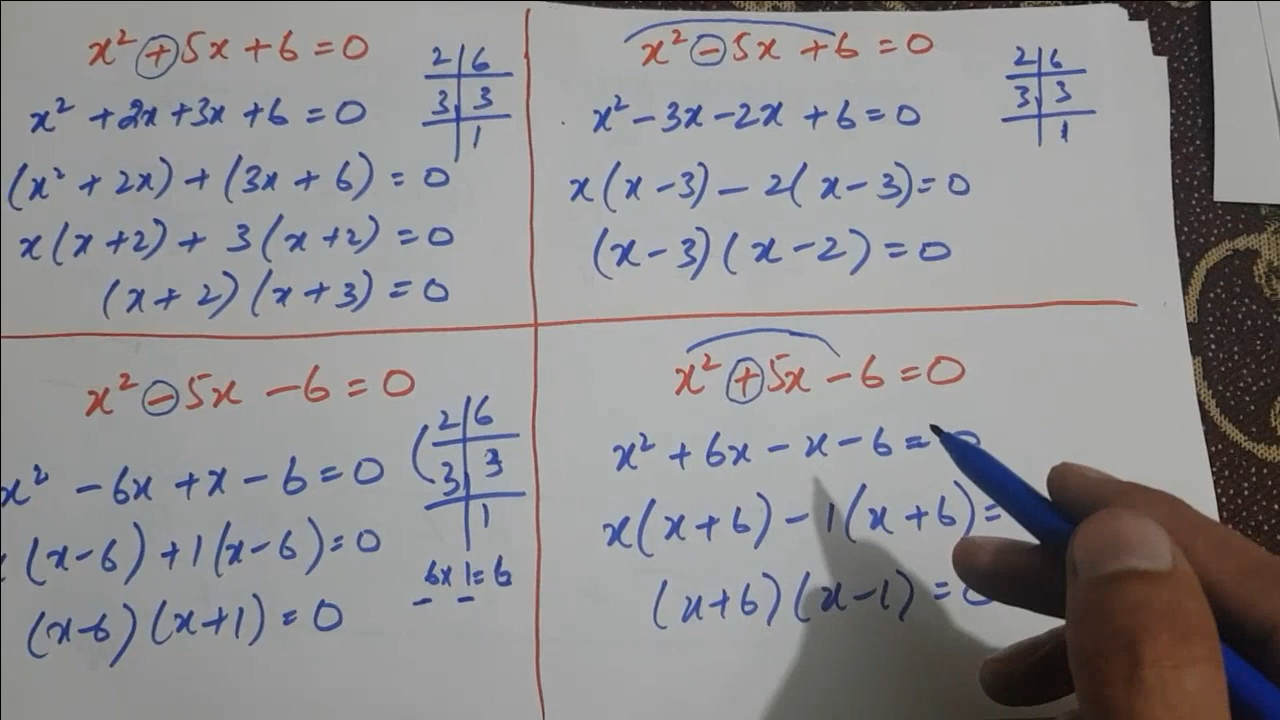 x² + 5x + 6 = 0
2 | 6
3 | 3
1
x² + 2x + 3x + 6 = 0
(x² + 2x) + (3x + 6) = 0
x(x + 2) + 3(x + 2) = 0
(x + 2)(x + 3) = 0
x² - 5x + 6 = 0
2 | 6
3 | 3
1
x² - 3x - 2x + 6 = 0
x(x - 3) - 2(x - 3) = 0
(x - 3)(x - 2) = 0
x² - 5x - 6 = 0
2 | 6
3 | 3
1
6 x 1 = 6
x² - 6x + x - 6 = 0
(x - 6) + 1(x - 6) = 0
(x - 6)(x + 1) = 0
x² + 5x - 6 = 0
x² + 6x - x - 6 = 0
x(x + 6) - 1(x + 6) =
(x + 6)(x - 1) = 0